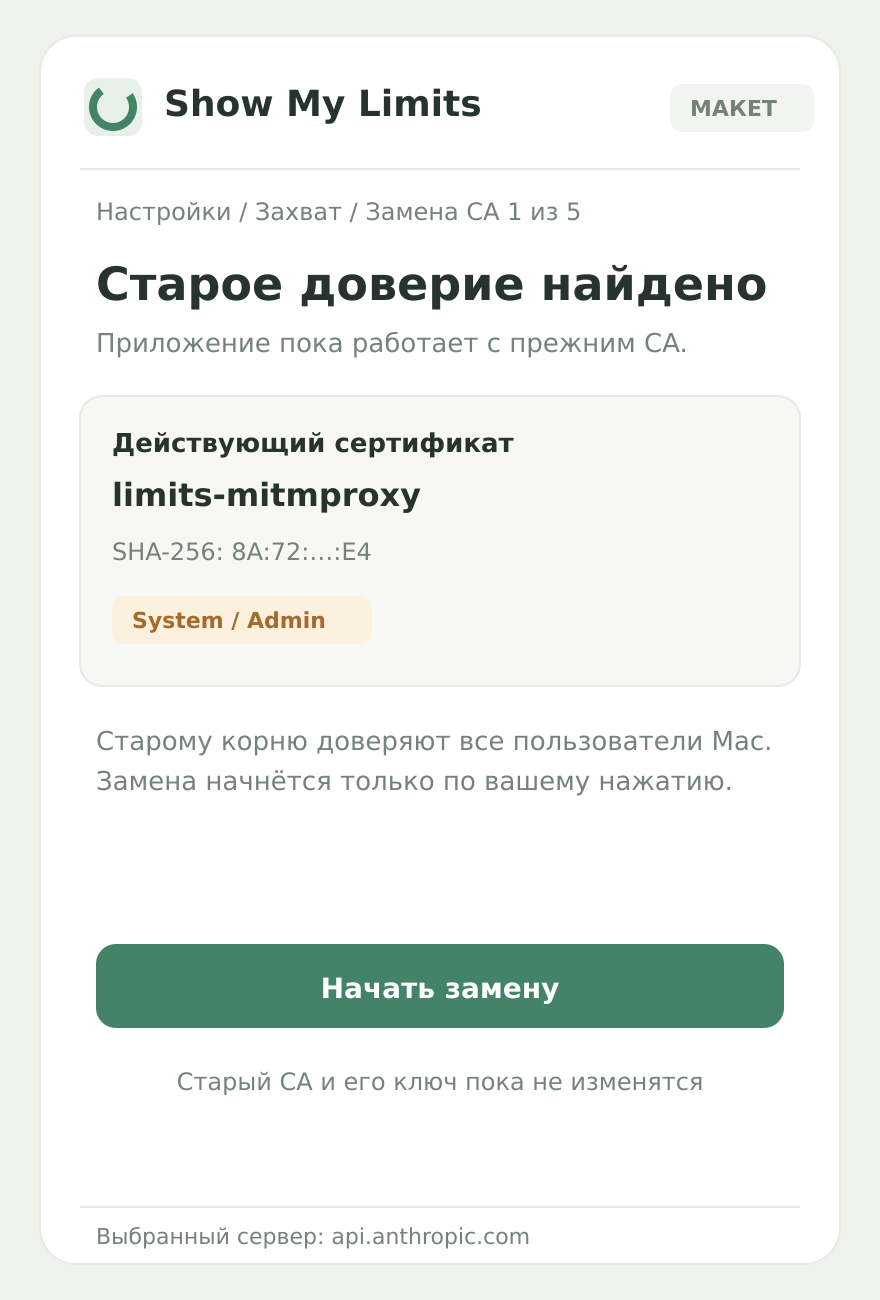 Show My Limits
МАКЕТ
Настройки / Захват / Замена CA 1 из 5
Старое доверие найдено
Приложение пока работает с прежним CA.
Действующий сертификат
limits-mitmproxy
SHA-256: 8A:72:…:E4
System / Admin
Старому корню доверяют все пользователи Mac.
Замена начнётся только по вашему нажатию.
Начать замену
Старый CA и его ключ пока не изменятся
Выбранный сервер: api.anthropic.com